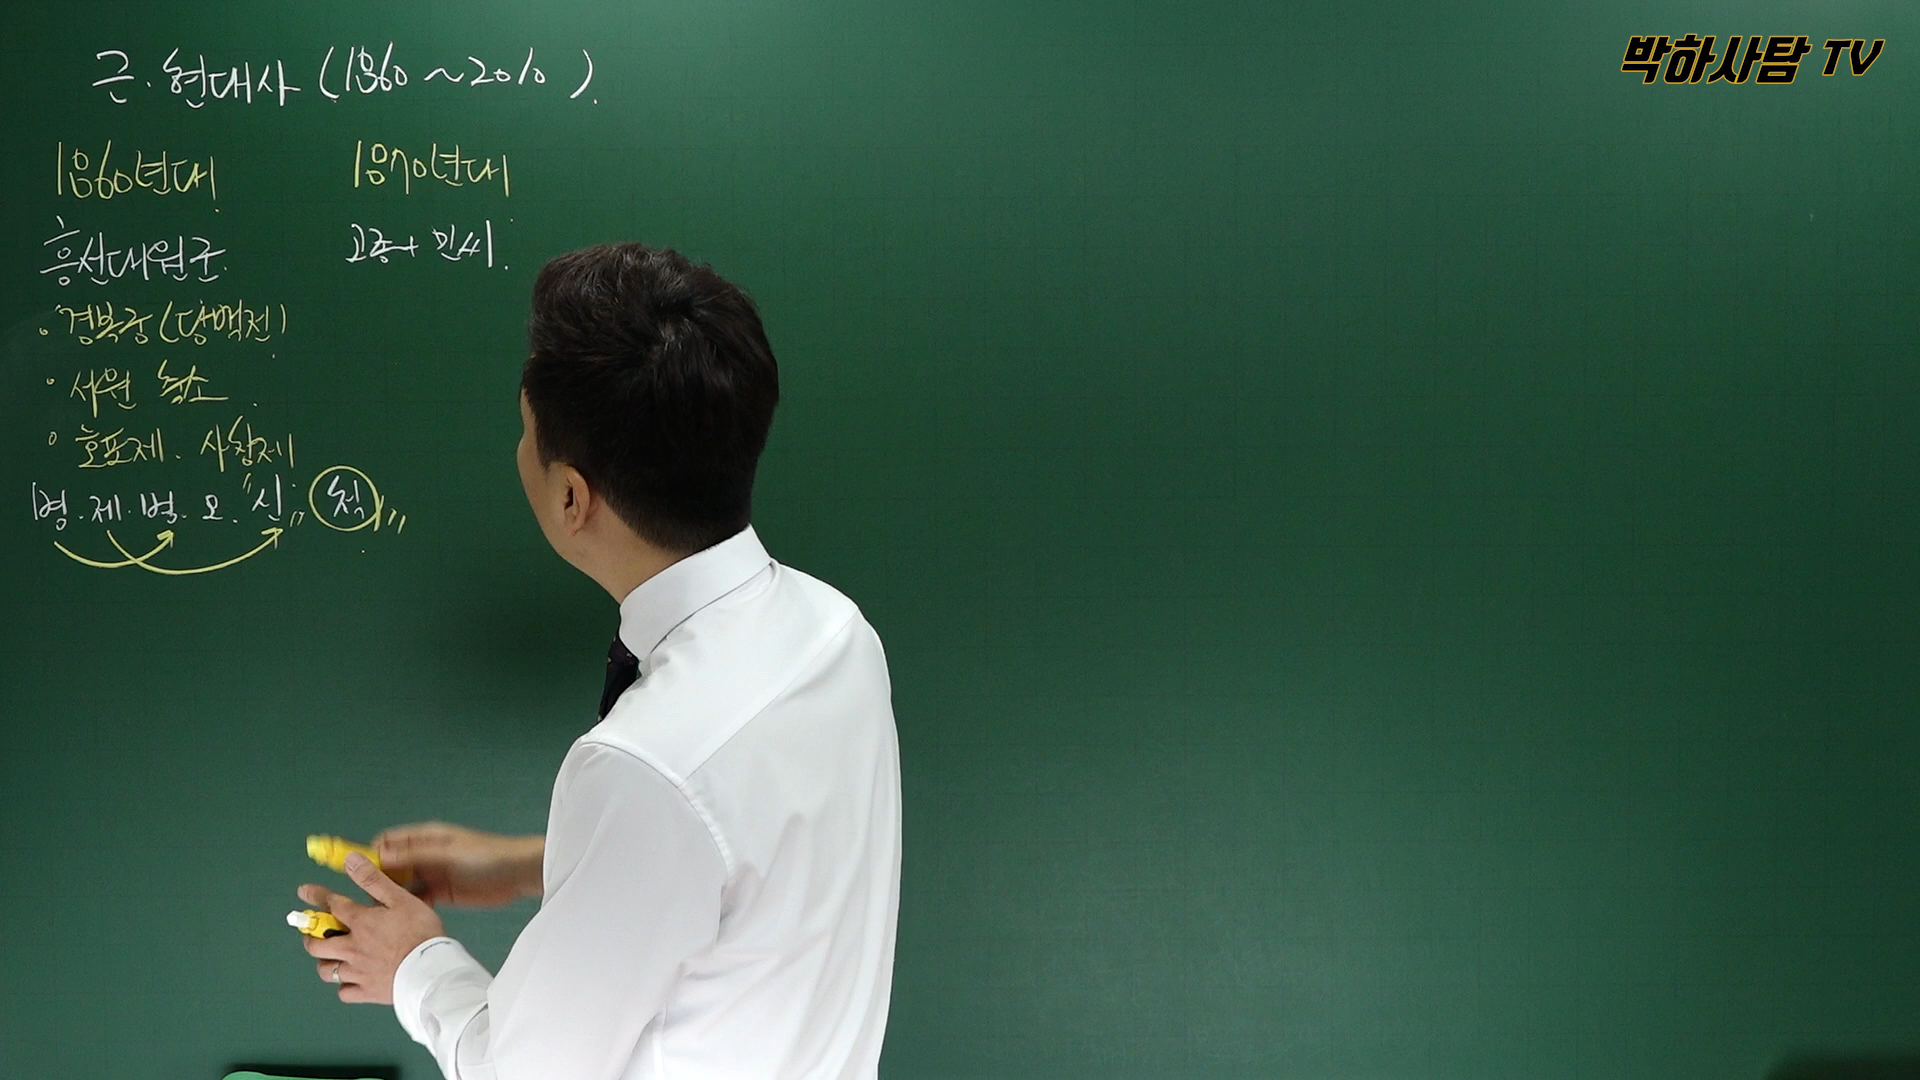 근.현대사 (1860~2010).
박하사탐 TV
1860년대
흥선대원군
경복궁(당백전)
서원 철소
호포제. 사창제
병.제.병.오."신" 척"
1870년대
고종+민씨.